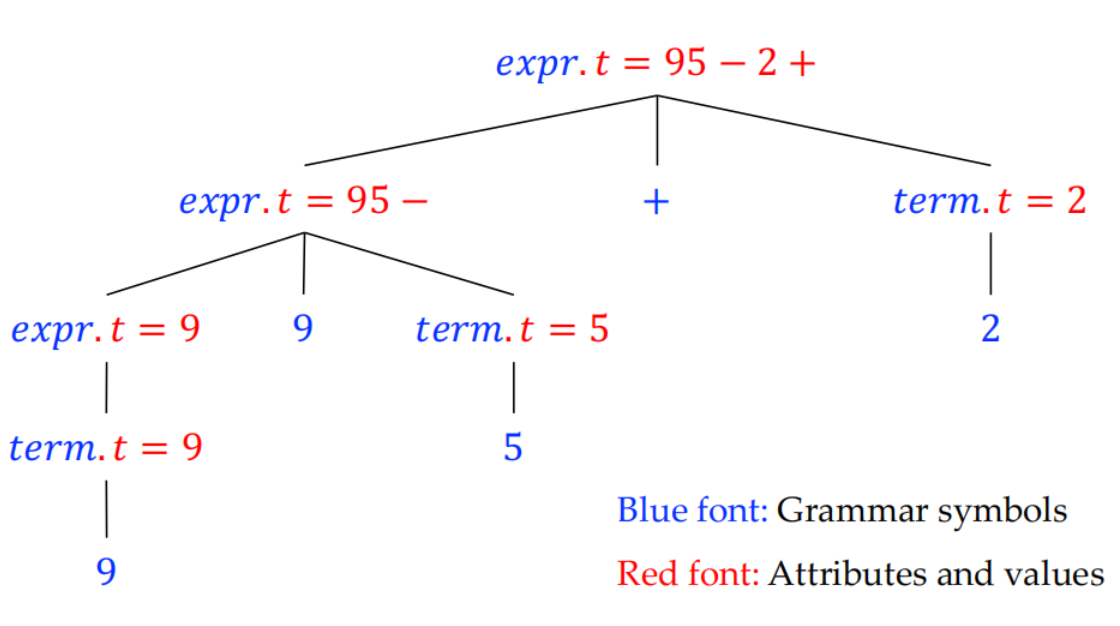 expr.t = 95 − 2 +
expr.t = 95 − + term.t = 2
expr.t = 9 9 term.t = 5 2
term.t = 9 5
Blue font: Grammar symbols
9 Red font: Attributes and values